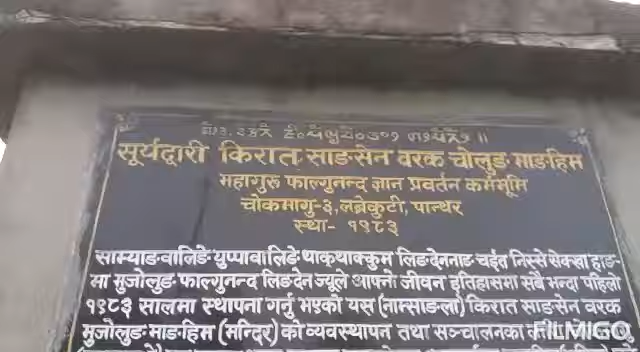 सूर्यद्वारी किरात साङसेन वरक चोलुङ माङहिम
महागुरु फाल्गुनन्द ज्ञान प्रवर्तन कर्मभूमि
चोकमागु-३, लब्रेकुटी, पान्थर
स्था- १९८३
साम्याङ वालिङे युप्पावालिङे थाक्थाक्कुम लिङदेननाङ चईत निस्से सेक्खा हाङ-
मा मुजोलुङ फाल्गुनन्द लिङदेन ज्यूले आफ्नो जीवन इतिहासमा सबै भन्दा पहिलो
१९८३ सालमा स्थापना गर्नु भएको यस (नाम्साङला) किरात साङसेन वरक
मुजोलुङ माङहिम (मन्दिर) को व्यवस्थापन तथा सञ्चालनका
FILMIGO